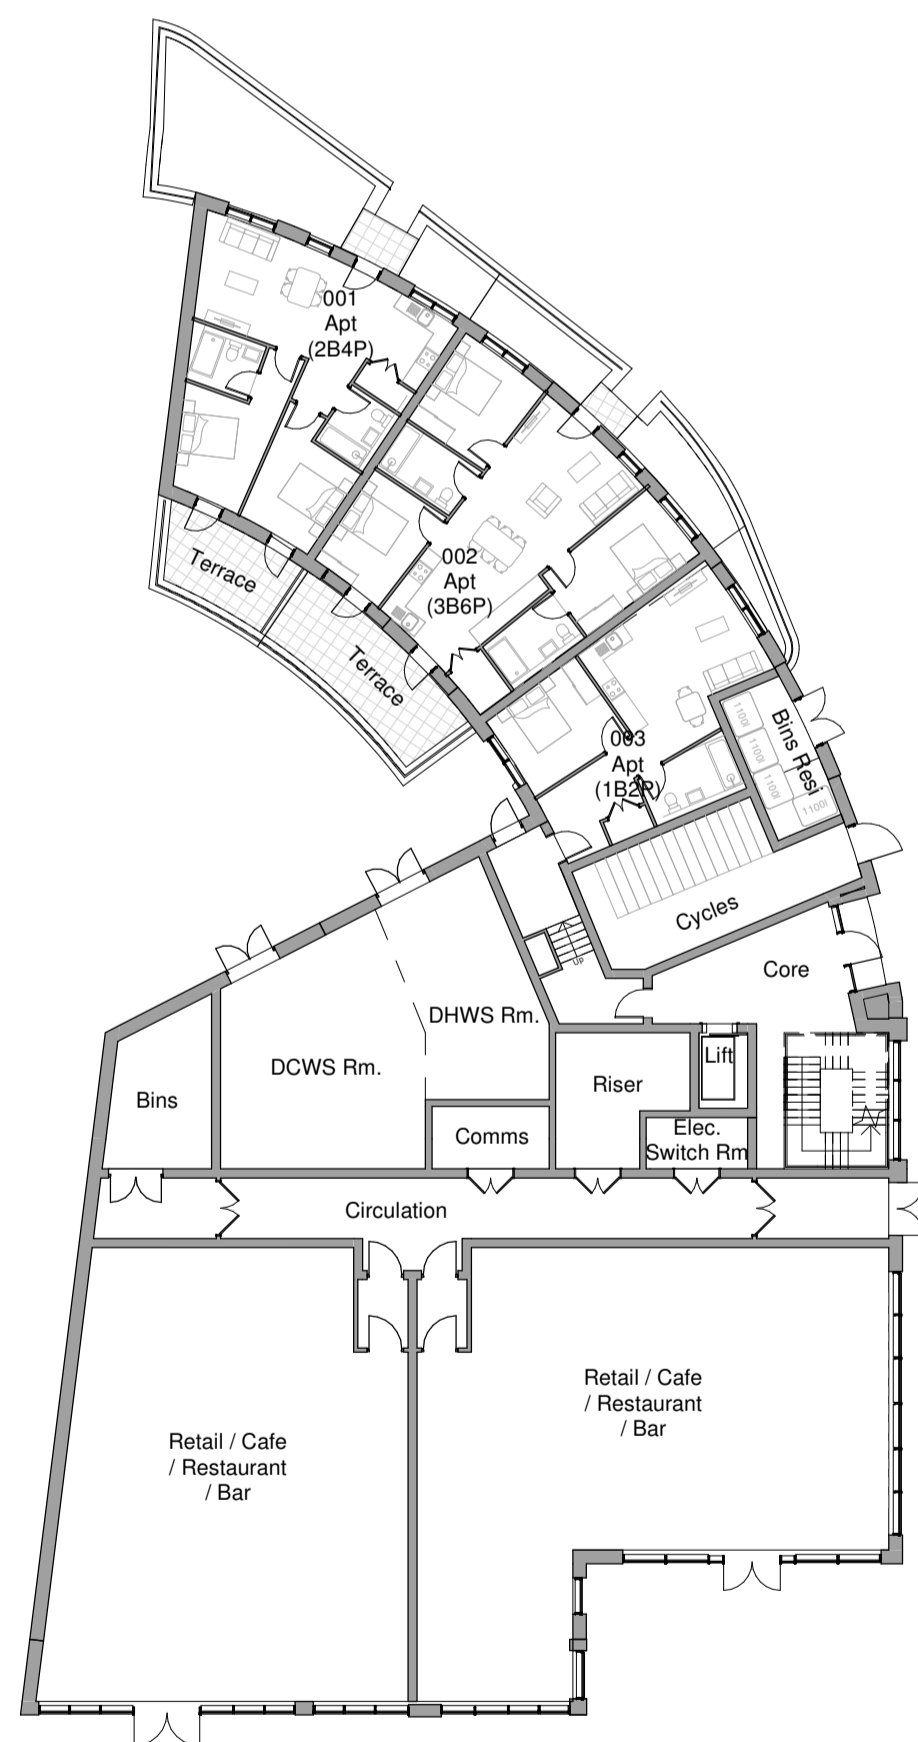 001
Apt
(2B4P)
002
Apt
(3B6P)
Terrace
Terrace
003
Apt
(1B2P)
Bins Resi
1100l
1100l
1100l
1100l
Cycles
UP
Core
DHWS Rm.
DCWS Rm.
Lift
Riser
Bins
Comms
Elec.
Switch Rm
Circulation
Retail / Cafe
/ Restaurant
/ Bar
Retail / Cafe
/ Restaurant
/ Bar